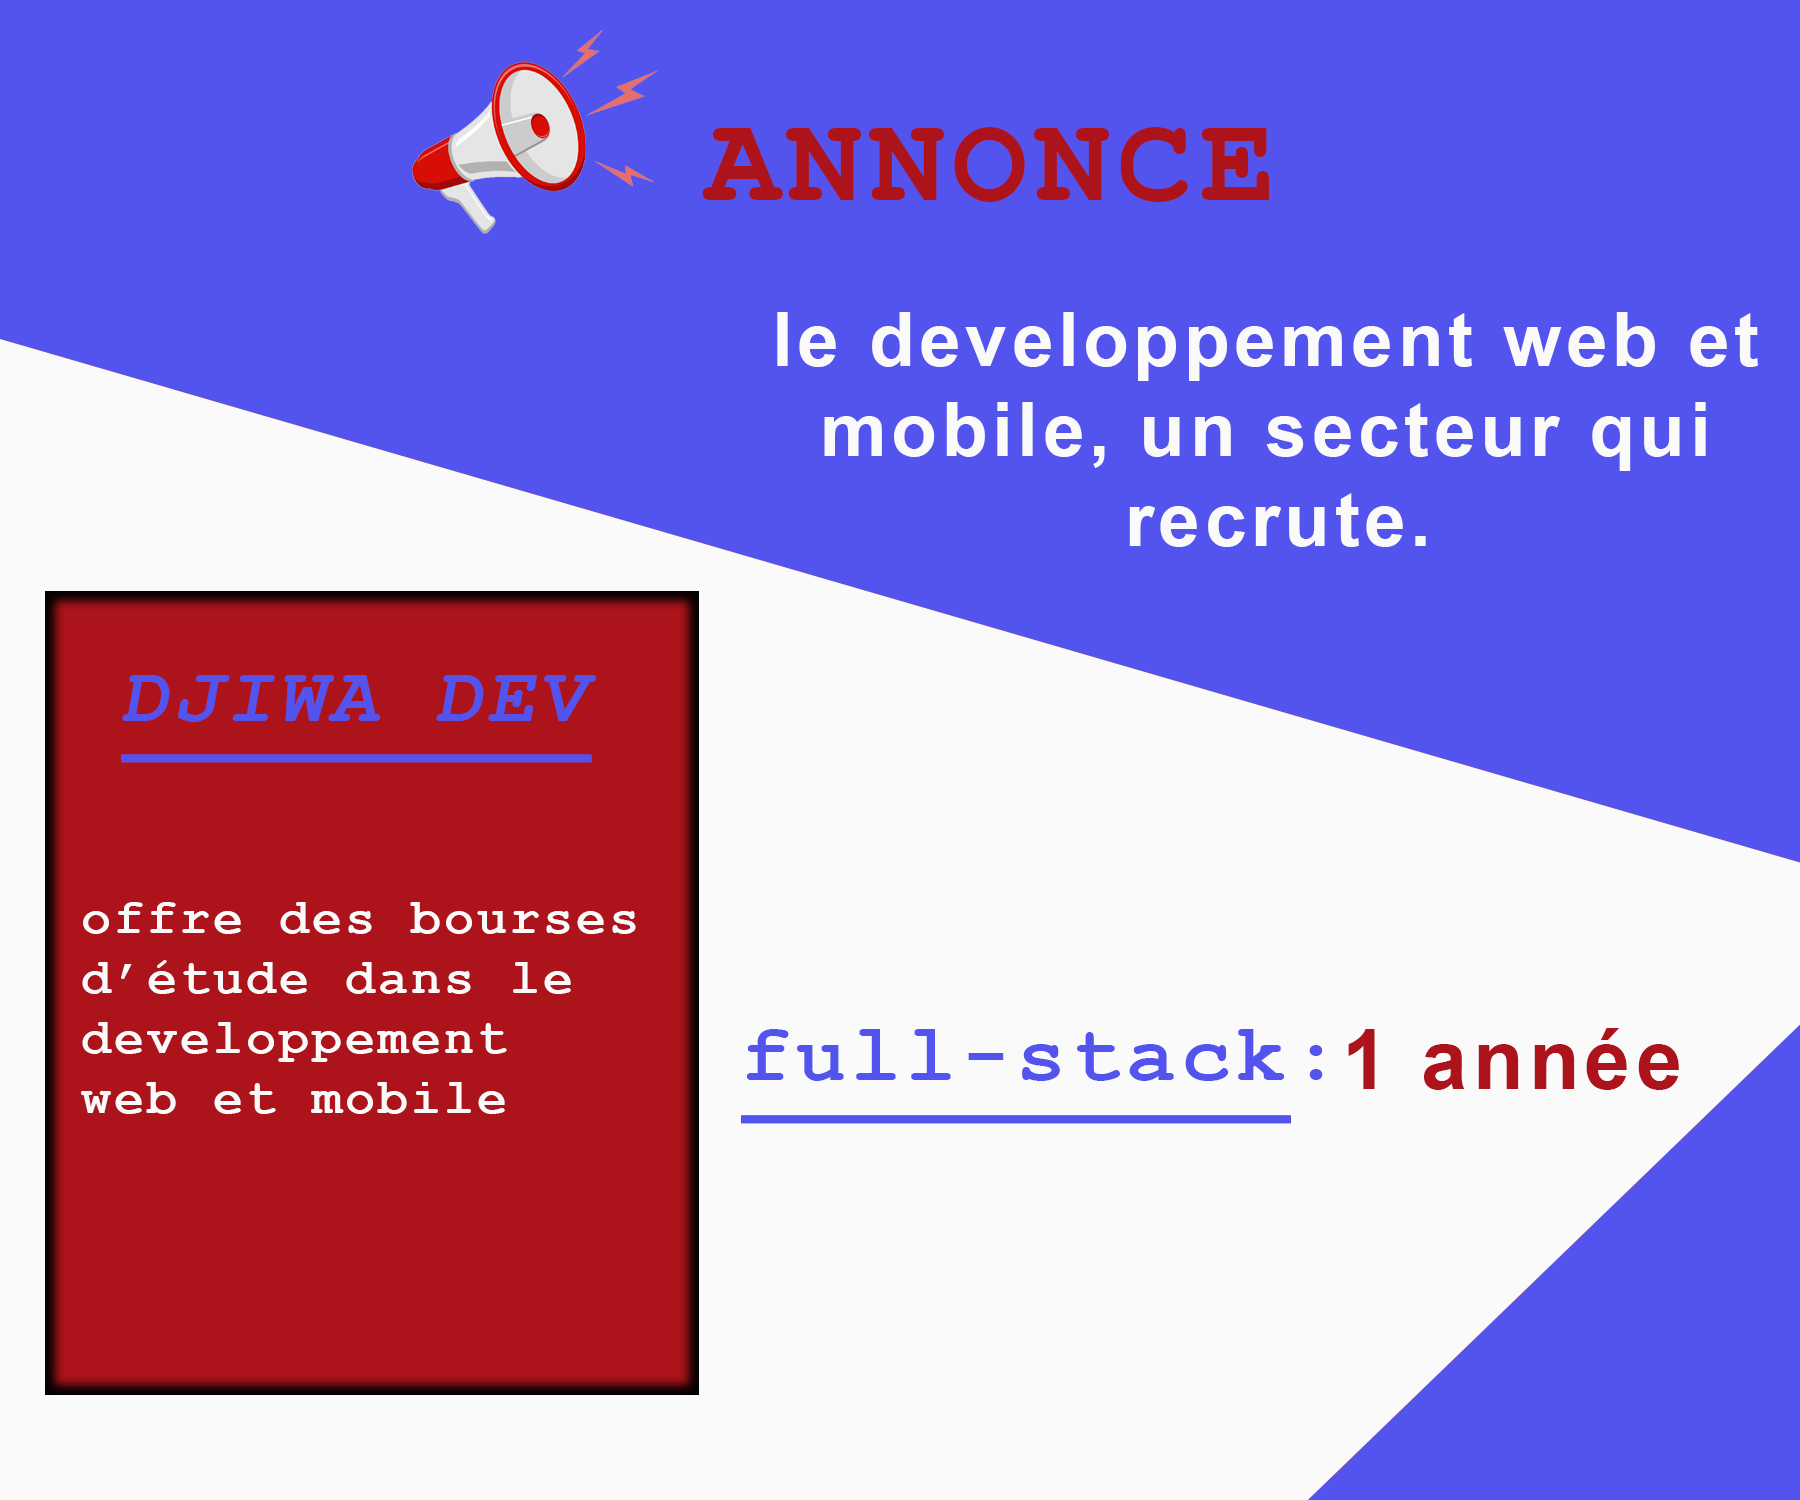 ANNONCE
le developpement web et
mobile, un secteur qui
recrute.
DJIWA DEV
offre des bourses
d’étude dans le
developpement
web et mobile
full-stack:1 année